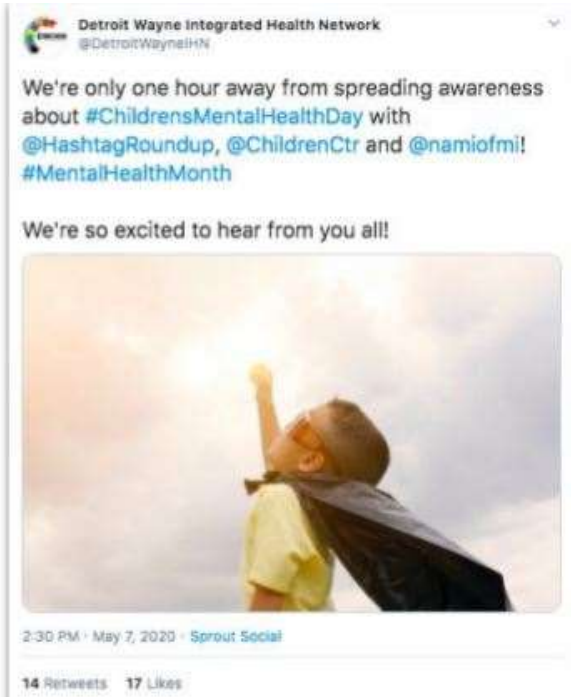 Detroit Wayne Integrated Health Network
@DetroitWayneIHN
We're only one hour away from spreading awareness
about #ChildrensMentalHealthDay with
@HashtagRoundup, @ChildrenCtr and @namiofmi!
#MentalHealthMonth
We're so excited to hear from you all!
2:30 PM · May 7, 2020 · Sprout Social
14 Retweets 17 Likes